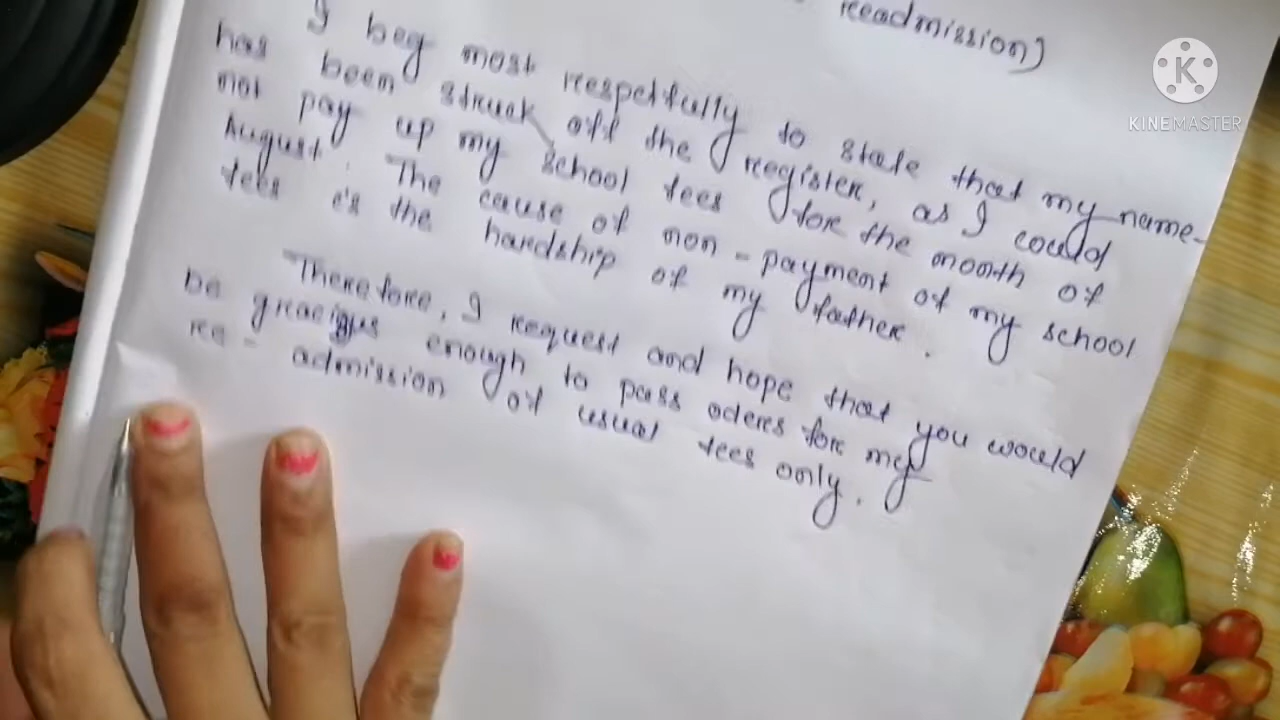 readmission)
KINEMASTER
I beg most respetfully to state that my name
has been struck off the register, as I could
not pay up my school fees for the month of
August. The cause of non-payment of my school
fees is the hardship of my father.
Therefore, I request and hope that you would
be gracious enough to pass oderes for my
re-admission of usual fees only.